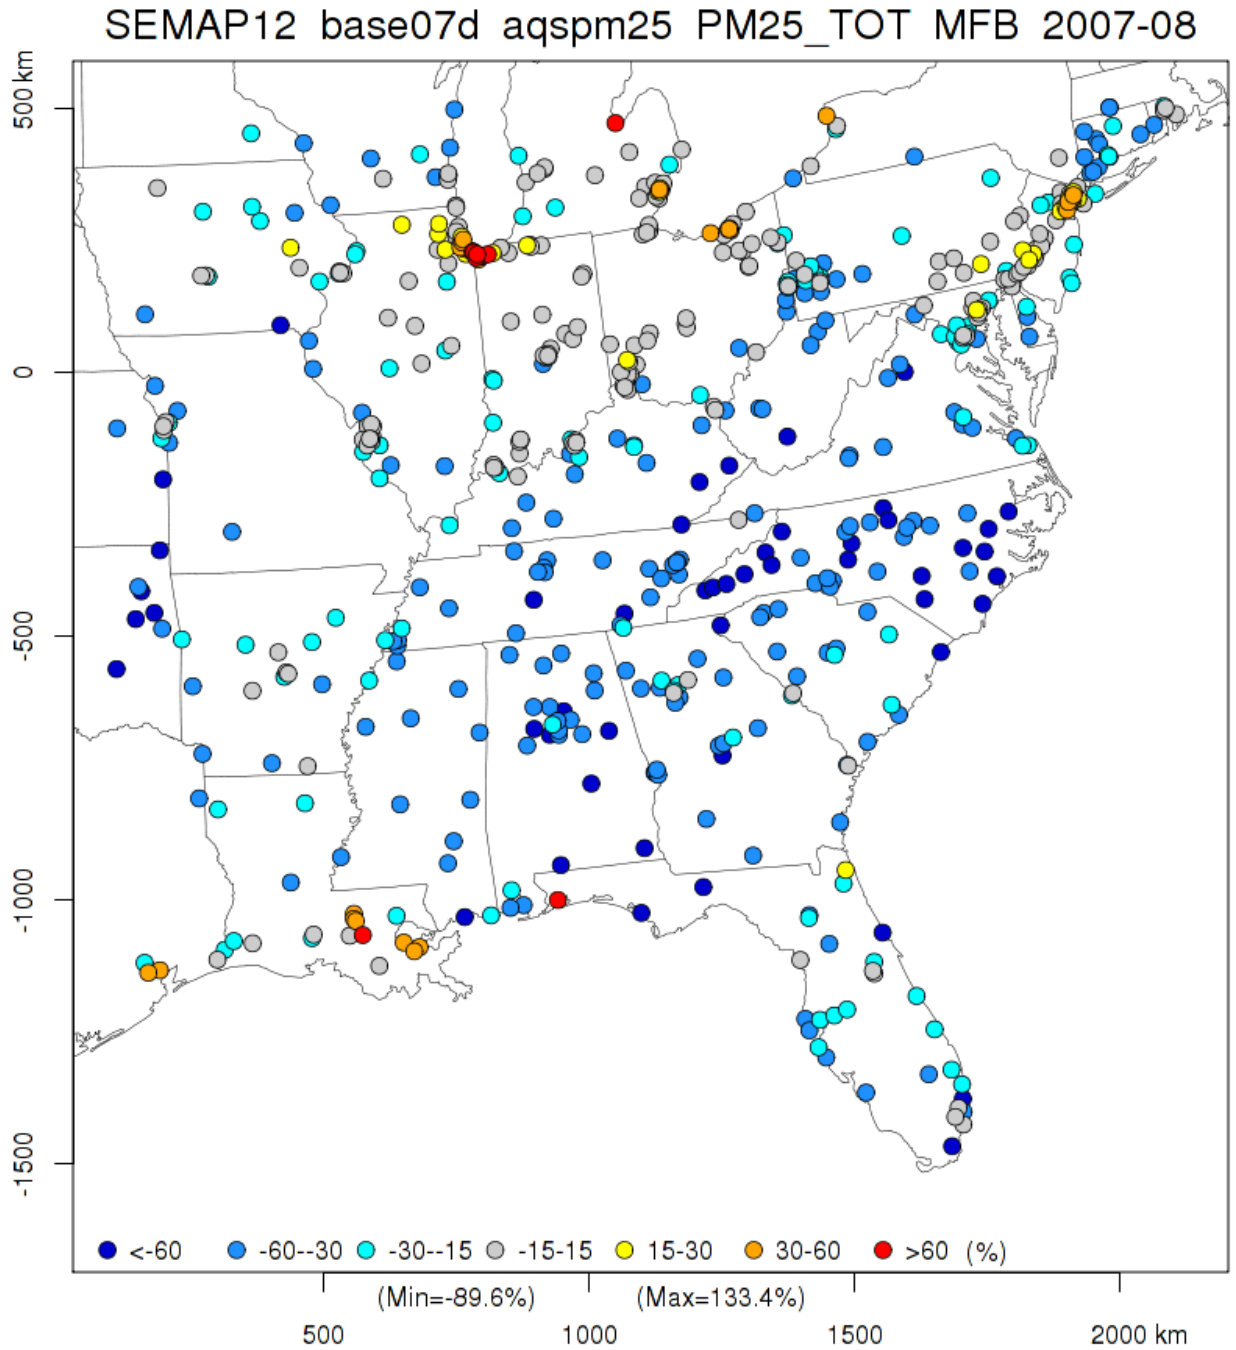 SEMAP12 base07d aqspm25 PM25_TOT MFB 2007-08
500 km
0
-500
-1000
-1500
<-60 -60--30 -30--15 -15-15 15-30 30-60 >60 (%)
(Min=-89.6%) (Max=133.4%)
500 1000 1500 2000 km